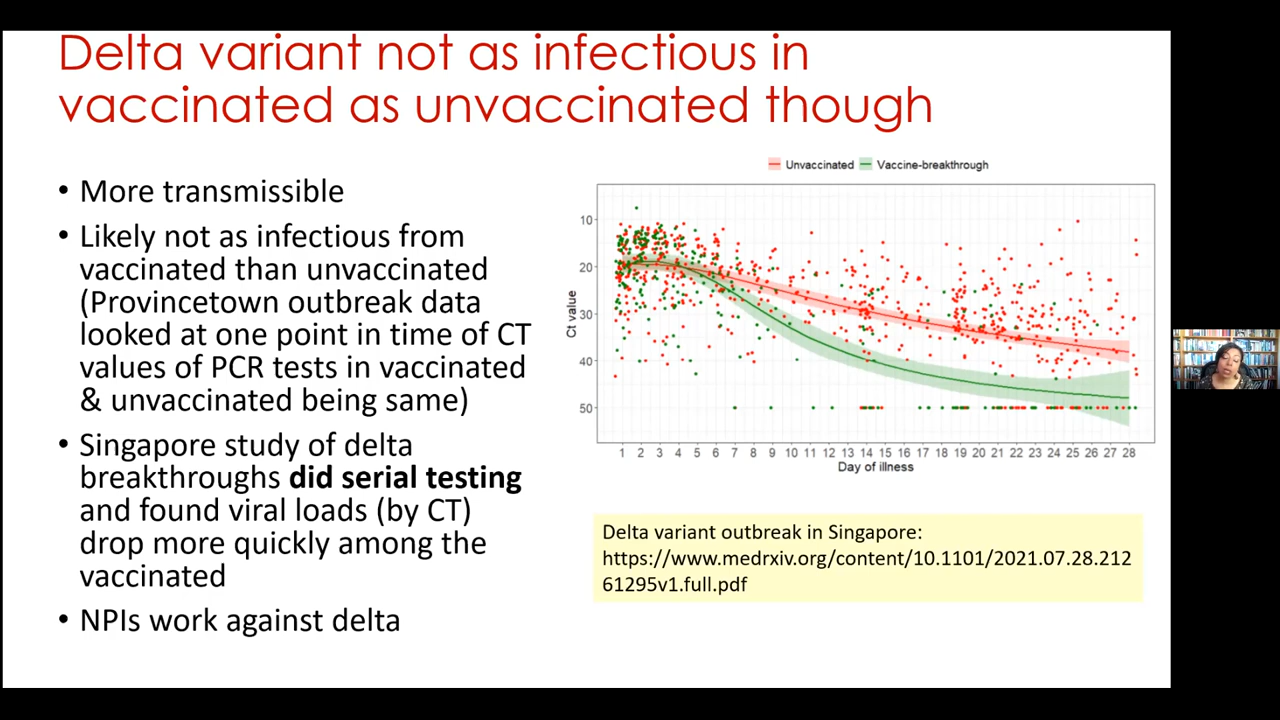 Delta variant not as infectious in
vaccinated as unvaccinated though
• More transmissible
• Likely not as infectious from
vaccinated than unvaccinated
(Provincetown outbreak data
looked at one point in time of CT
values of PCR tests in vaccinated
& unvaccinated being same)
• Singapore study of delta
breakthroughs did serial testing
and found viral loads (by CT)
drop more quickly among the
vaccinated
• NPIs work against delta
Unvaccinated Vaccine-breakthrough
Ct value
10
20
30
40
50
1 2 3 4 5 6 7 8 9 10 11 12 13 14 15 16 17 18 19 20 21 22 23 24 25 26 27 28
Day of illness
Delta variant outbreak in Singapore:
https://www.medrxiv.org/content/10.1101/2021.07.28.212
61295v1.full.pdf